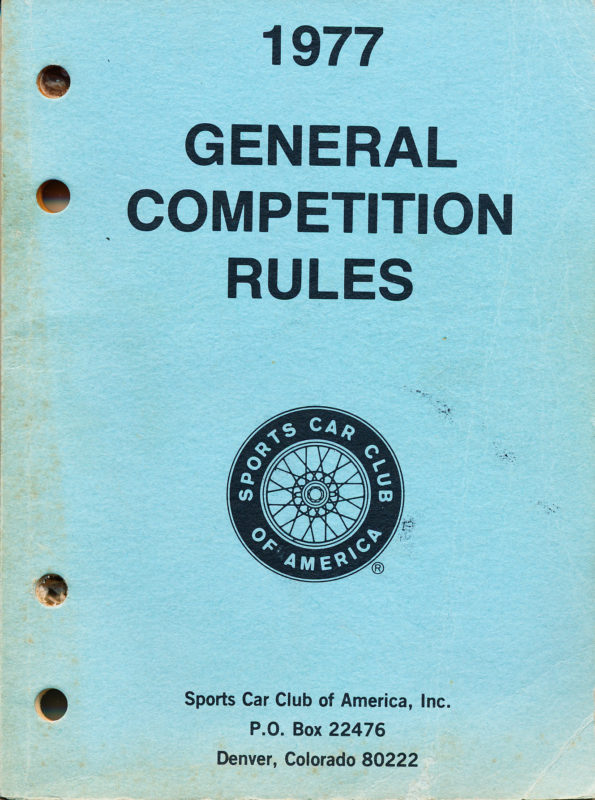 1977
GENERAL
COMPETITION
RULES
SPORTS CAR CLUB
OF AMERICA
®
Sports Car Club of America, Inc.
P.O. Box 22476
Denver, Colorado 80222